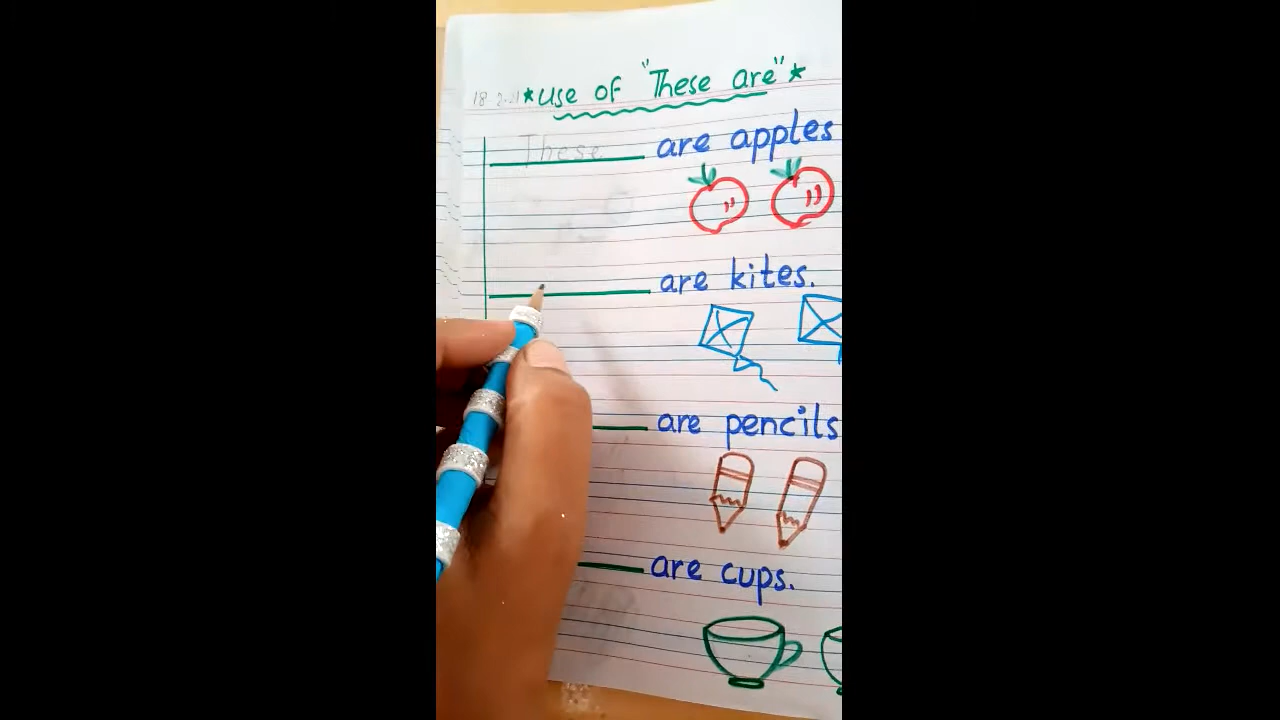 *use of "These are"*
These are apples
are kites.
are pencils
are cups.